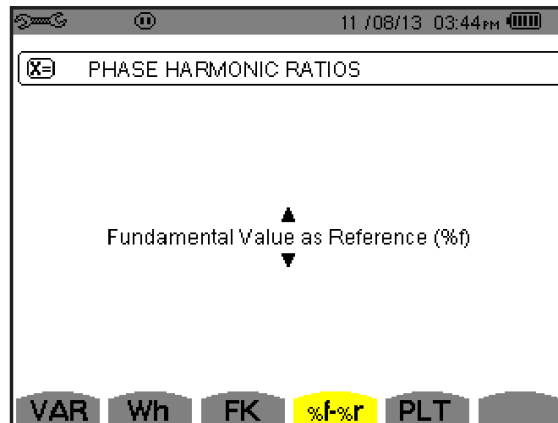 11 /08/13 03:44PM
X= PHASE HARMONIC RATIOS
Fundamental Value as Reference (%f)
VAR Wh FK %f-%r PLT